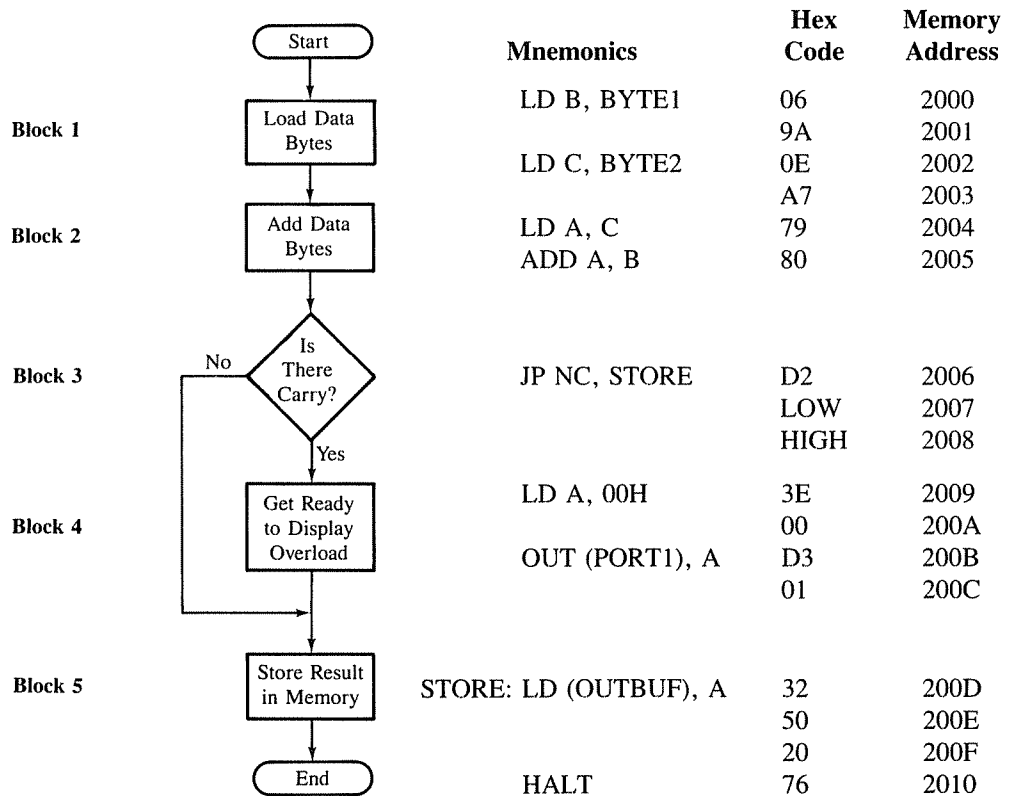 Hex Memory
Start Mnemonics Code Address
LD B, BYTE1 06 2000
Block 1 Load Data Bytes 9A 2001
LD C, BYTE2 0E 2002
A7 2003
Block 2 Add Data Bytes LD A, C 79 2004
ADD A, B 80 2005
No
Block 3 Is There Carry? JP NC, STORE D2 2006
LOW 2007
HIGH 2008
Yes
LD A, 00H 3E 2009
Block 4 Get Ready to Display Overload 00 200A
OUT (PORT1), A D3 200B
01 200C
Block 5 Store Result in Memory STORE: LD (OUTBUF), A 32 200D
50 200E
20 200F
End HALT 76 2010